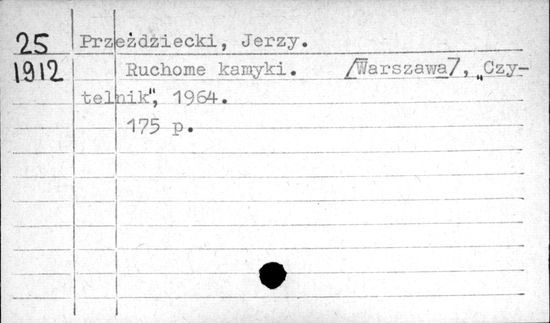 25 Przeździecki, Jerzy.
1912 Ruchome kamyki. /Warszawa/, „Czy-
telnik", 1964.
175 p.